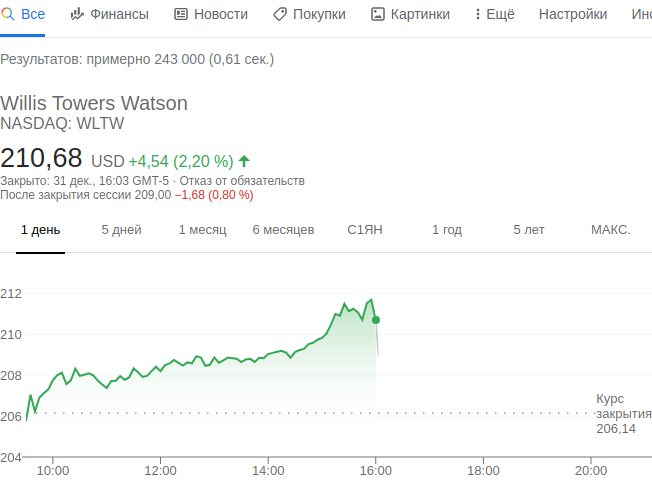 Все Финансы Новости Покупки Картинки Ещё Настройки Инс
Результатов: примерно 243 000 (0,61 сек.)
Willis Towers Watson
NASDAQ: WLTW
210,68 USD +4,54 (2,20 %)
Закрыто: 31 дек., 16:03 GMT-5 · Отказ от обязательств
После закрытия сессии 209,00 −1,68 (0,80 %)
1 день 5 дней 1 месяц 6 месяцев С1ЯН 1 год 5 лет МАКС.
212
210
208
206
204
Курс
закрытия
206,14
10:00 12:00 14:00 16:00 18:00 20:00